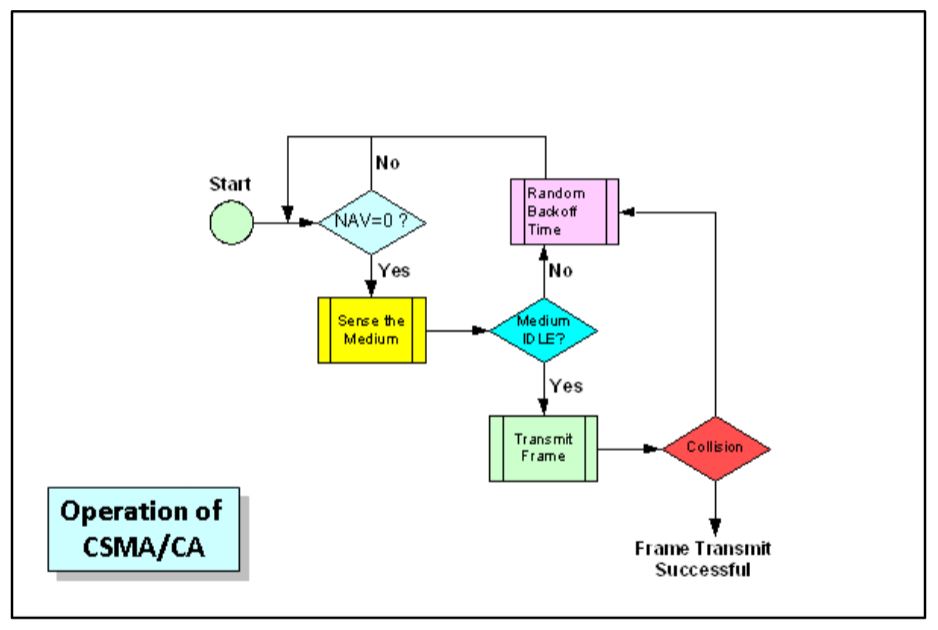 No
Start
NAV=0 ?
Random
Backoff
Time
Yes
No
Sense the
Medium
Medium
IDLE?
Yes
Transmit
Frame
Collision
Operation of
CSMA/CA
Frame Transmit
Successful